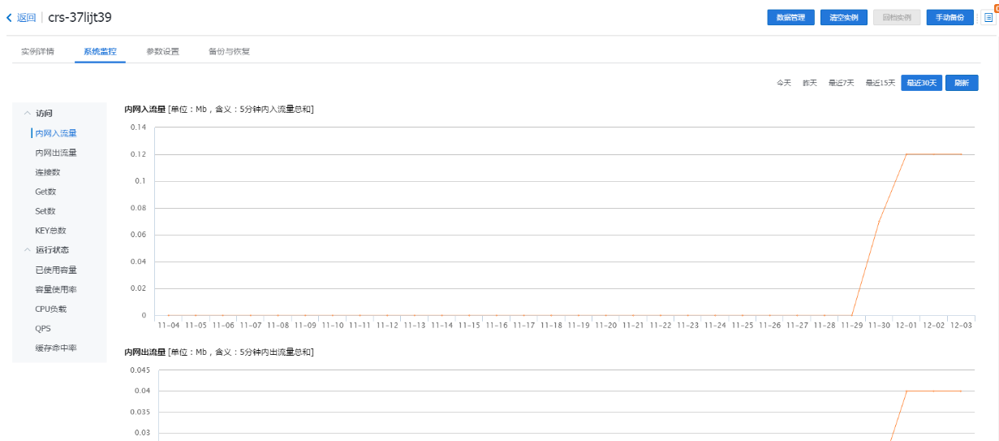 返回 crs-37lijt39 数据管理 清空实例 回档实例 手动备份
实例详情 系统监控 参数设置 备份与恢复
今天 昨天 最近7天 最近15天 最近30天 刷新
访问
内网入流量
内网出流量
连接数
Get数
Set数
KEY总数
运行状态
已使用容量
容量使用率
CPU负载
QPS
缓存命中率
内网入流量 [单位：Mb，含义：5分钟内入流量总和]
0.14
0.12
0.1
0.08
0.06
0.04
0.02
0
11-04 11-05 11-06 11-07 11-08 11-09 11-10 11-11 11-12 11-13 11-14 11-15 11-16 11-17 11-18 11-19 11-20 11-21 11-22 11-23 11-24 11-25 11-26 11-27 11-28 11-29 11-30 12-01 12-02 12-03
内网出流量 [单位：Mb，含义：5分钟内出流量总和]
0.045
0.04
0.035
0.03